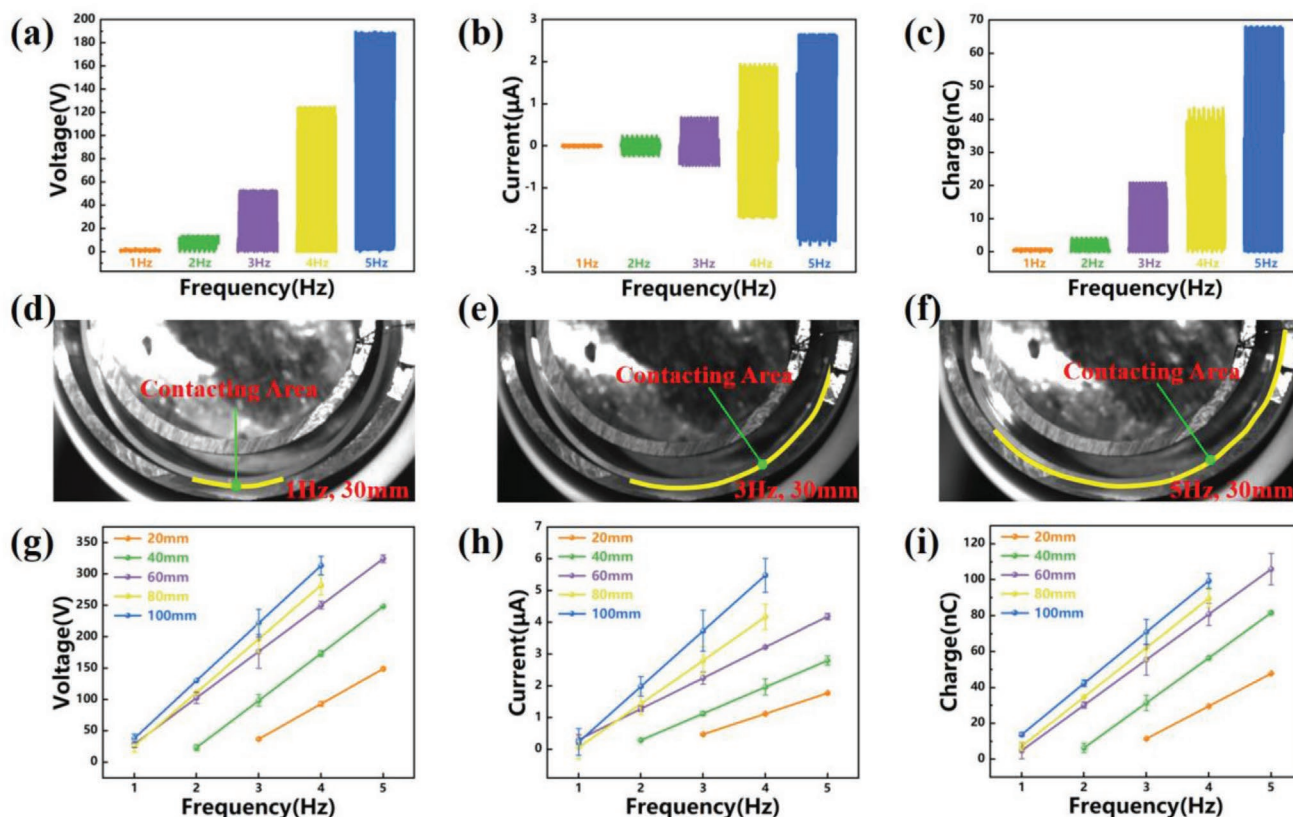 (a)
200
180
160
140
120
100
80
60
40
20
0
Voltage(V)
1Hz 2Hz 3Hz 4Hz 5Hz
Frequency(Hz)
(b)
3
2
1
0
-1
-2
-3
Current(μA)
1Hz 2Hz 3Hz 4Hz 5Hz
Frequency(Hz)
(c)
70
60
50
40
30
20
10
0
Charge(nC)
1Hz 2Hz 3Hz 4Hz 5Hz
Frequency(Hz)
(d)
Contacting Area
1Hz, 30mm
(e)
Contacting Area
3Hz, 30mm
(f)
Contacting Area
5Hz, 30mm
(g)
350
300
250
200
150
100
50
0
Voltage(V)
20mm
40mm
60mm
80mm
100mm
1 2 3 4 5
Frequency(Hz)
(h)
7
6
5
4
3
2
1
0
Current(μA)
20mm
40mm
60mm
80mm
100mm
1 2 3 4 5
Frequency(Hz)
(i)
120
100
80
60
40
20
0
Charge(nC)
20mm
40mm
60mm
80mm
100mm
1 2 3 4 5
Frequency(Hz)